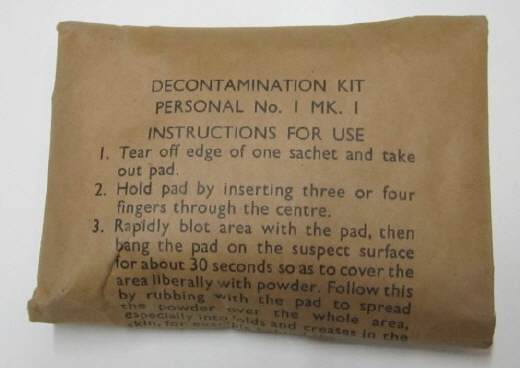 DECONTAMINATION KIT
PERSONAL No. 1 MK. 1
INSTRUCTIONS FOR USE
1. Tear off edge of one sachet and take
out pad.
2. Hold pad by inserting three or four
fingers through the centre.
3. Rapidly blot area with the pad, then
bang the pad on the suspect surface
for about 30 seconds so as to cover the
area liberally with powder. Follow this
by rubbing with the pad to spread
the powder over the whole area,
especially into folds and creases in the
skin, for